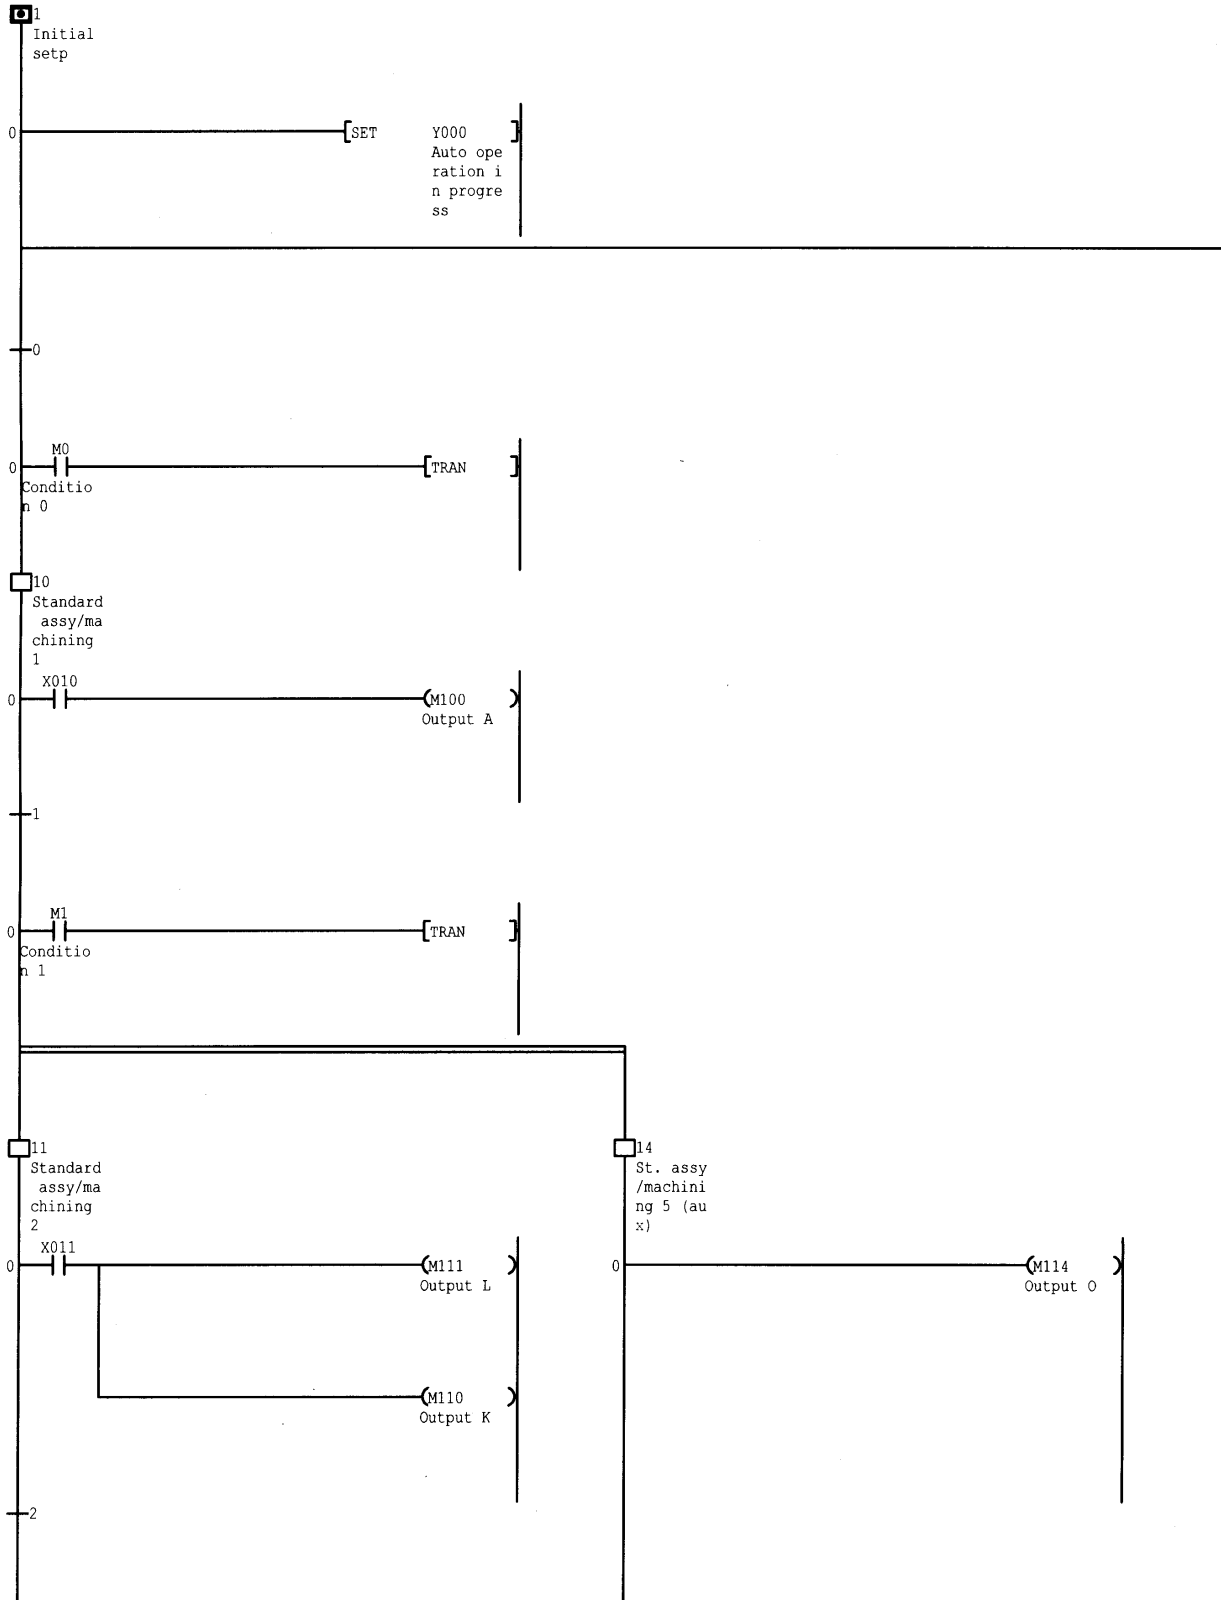 1
Initial
setp
0
SET Y000
Auto ope
ration i
n progre
ss
0
M0
0
TRAN
Conditio
n 0
10
Standard
assy/ma
chining
1
X010
0
M100
Output A
1
M1
0
TRAN
Conditio
n 1
11
Standard
assy/ma
chining
2
X011
0
M111
Output L
M110
Output K
14
St. assy
/machini
ng 5 (au
x)
0
M114
Output O
2